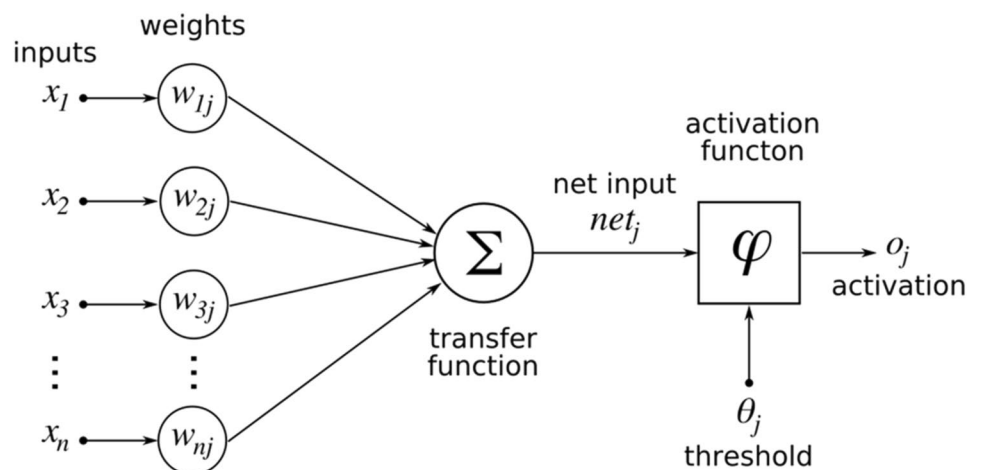 weights
inputs
x1
w1j
activation
functon
x2
w2j
net input
netj
Σ
φ
oj
activation
x3
w3j
transfer
function
⋮
⋮
θj
xn
wnj
threshold